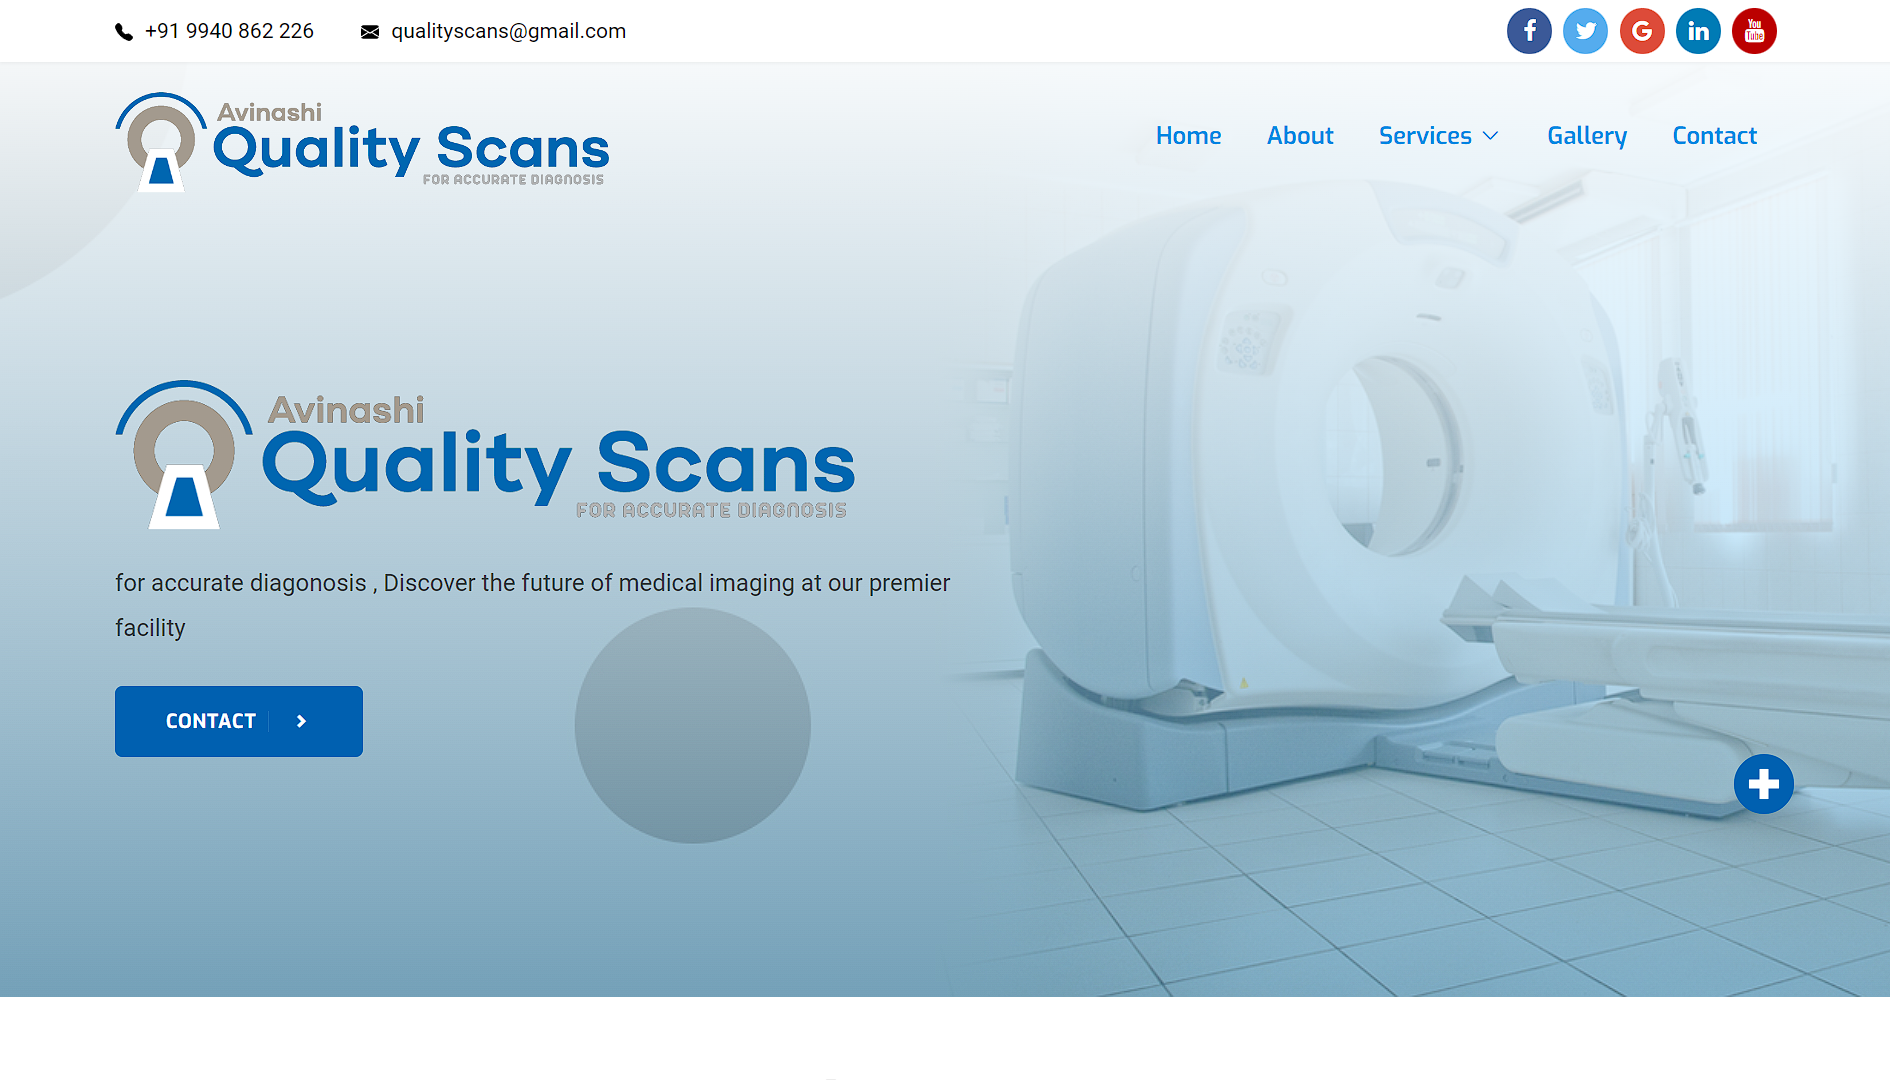 +91 9940 862 226 qualityscans@gmail.com
You
Tube
Avinashi
Quality Scans
FOR ACCURATE DIAGNOSIS
Home About Services Gallery Contact
Avinashi
Quality Scans
FOR ACCURATE DIAGNOSIS
for accurate diagonosis , Discover the future of medical imaging at our premier
facility
CONTACT